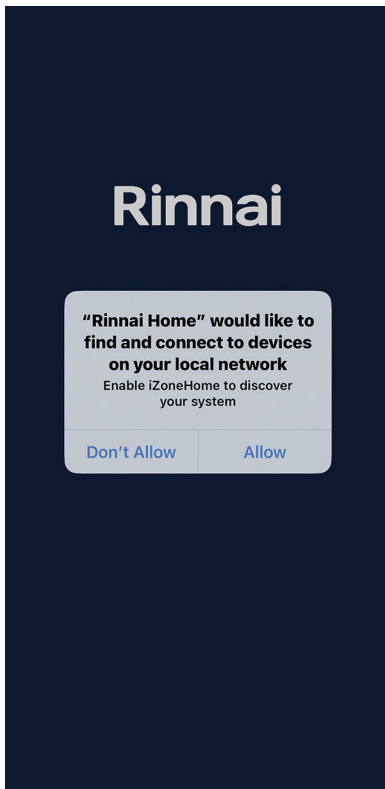 Rinnai
“Rinnai Home” would like to
find and connect to devices
on your local network
Enable iZoneHome to discover
your system
Don’t Allow
Allow